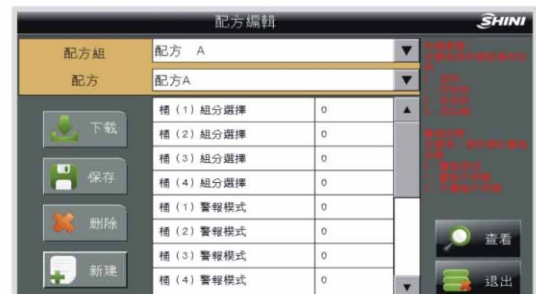 配方編輯
SHINI
配方組
配方 A
配方
配方A
下載
保存
刪除
新建
桶（1）組分選擇 0
桶（2）組分選擇 0
桶（3）組分選擇 0
桶（4）組分選擇 0
桶（1）警報模式 0
桶（2）警報模式 0
桶（3）警報模式 0
桶（4）警報模式 0
查看
退出